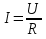 I = U/R